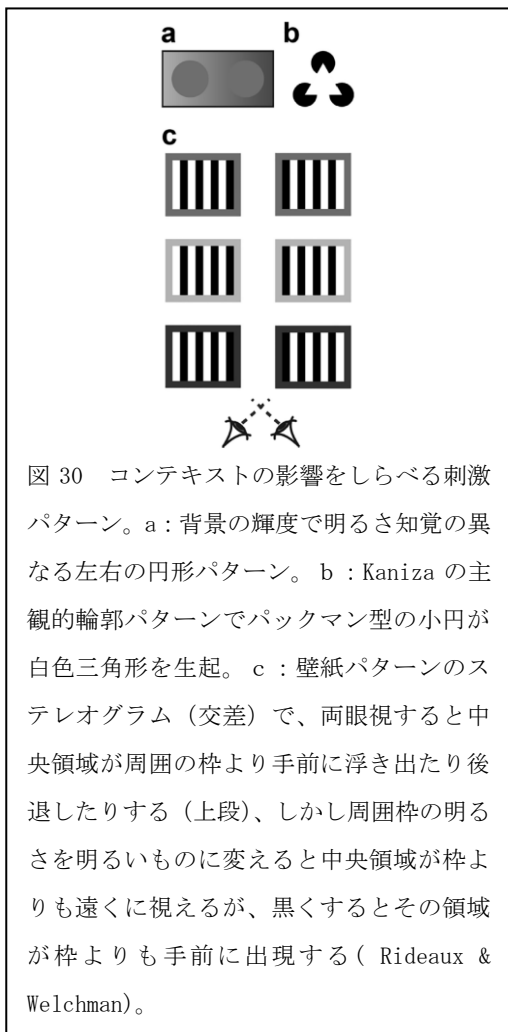 a
b
c
図 30　コンテキストの影響をしらべる刺激
パターン。a：背景の輝度で明るさ知覚の異
なる左右の円形パターン。 b ：Kaniza の主
観的輪郭パターンでパックマン型の小円が
白色三角形を生起。 c ：壁紙パターンのス
テレオグラム（交差）で、両眼視すると中
央領域が周囲の枠より手前に浮き出たり後
退したりする（上段）、しかし周囲枠の明る
さを明るいものに変えると中央領域が枠よ
りも遠くに視えるが、黒くするとその領域
が枠よりも手前に出現する( Rideaux &
Welchman)。